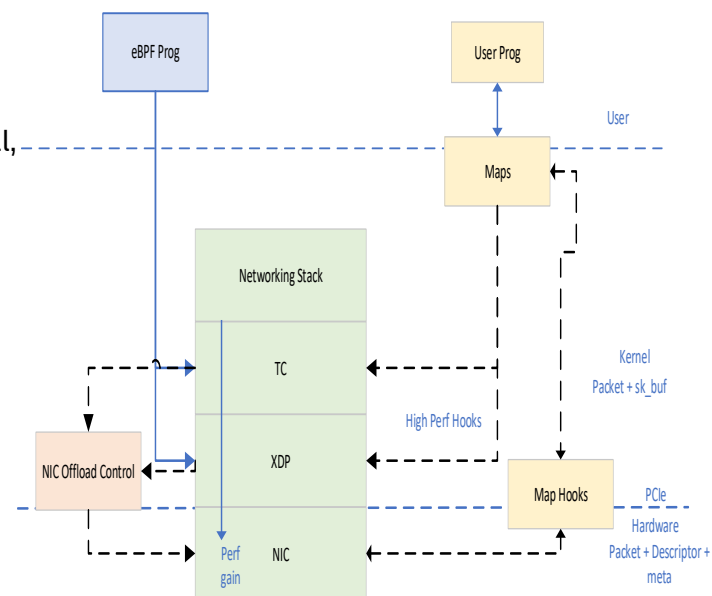 eBPF Prog
User Prog
User
Maps
Networking Stack
TC
Kernel
Packet + sk_buf
High Perf Hooks
XDP
NIC Offload Control
Map Hooks
PCIe
Hardware
Packet + Descriptor +
meta
Perf
gain
NIC